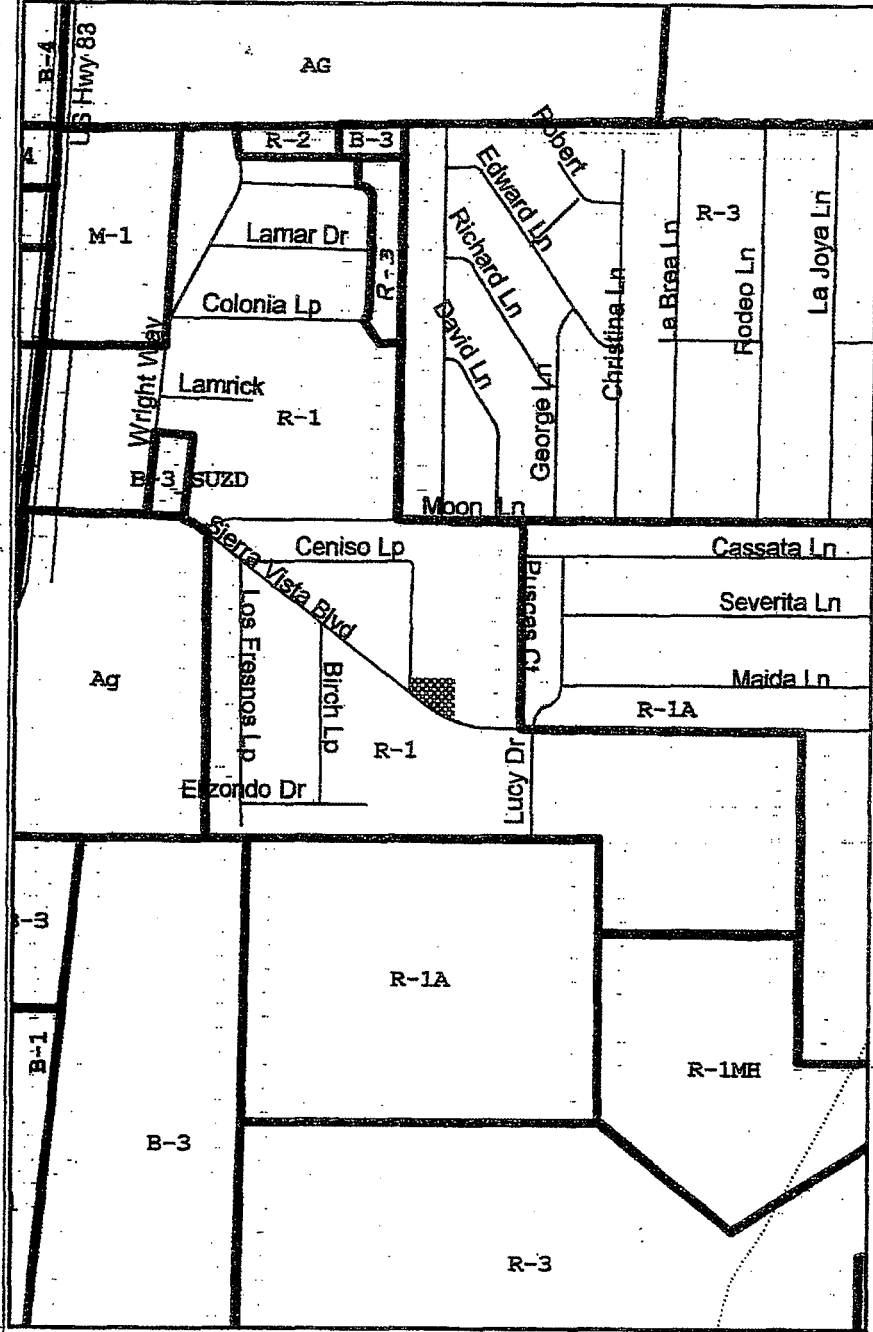 B-4
US Hwy 83
AG
4
R-2
B-3
Robert
Edward Ln
R-3
M-1
Lamar Dr
R-3
Richard Ln
La Brea Ln
Rodeo Ln
La Joya Ln
Colonia Lp
David Ln
Christina Ln
Wright Way
Lamrick
R-1
George Ln
B-3 SUZD
Moon Ln
Sierra Vista Blvd
Ceniso Lp
Cassata Ln
Severita Ln
Los Fresnos Lp
Birch Lp
Maida Ln
Ag
R-1A
R-1
Elizondo Dr
Lucy Dr
-3
R-1A
B-1
R-1MH
B-3
R-3